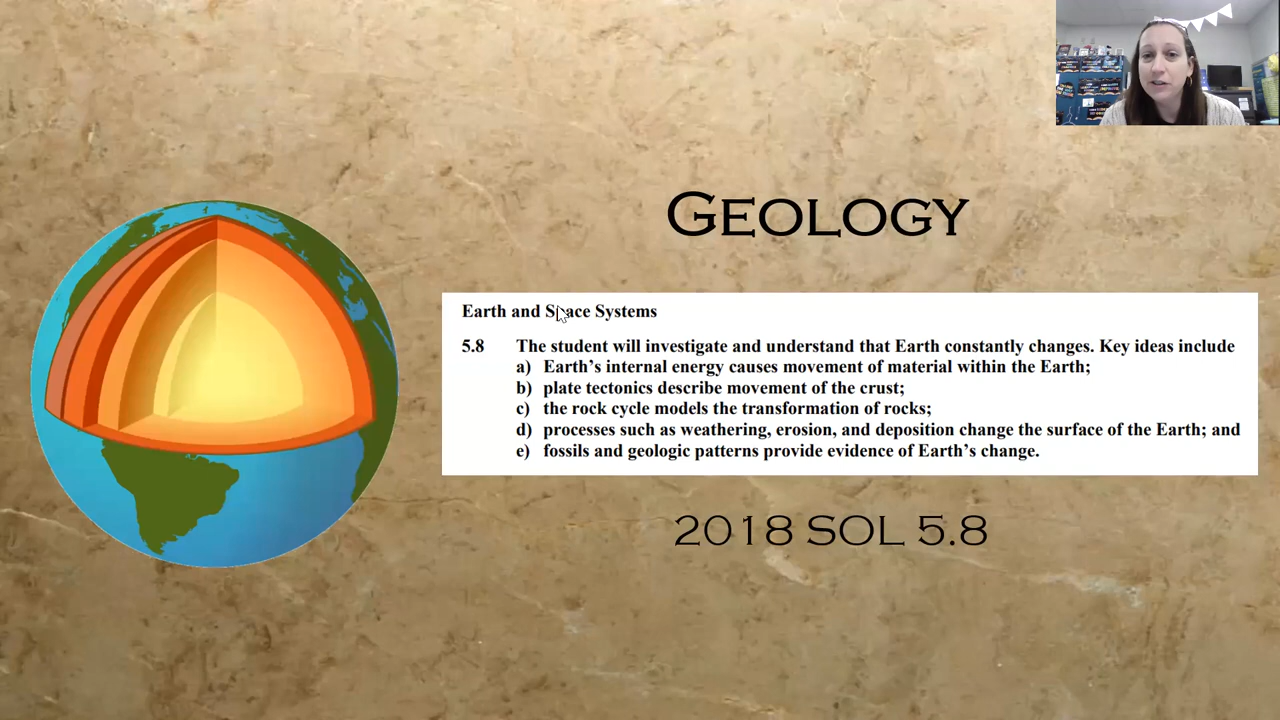 GEOLOGY
Earth and Space Systems
5.8 The student will investigate and understand that Earth constantly changes. Key ideas include
a) Earth’s internal energy causes movement of material within the Earth;
b) plate tectonics describe movement of the crust;
c) the rock cycle models the transformation of rocks;
d) processes such as weathering, erosion, and deposition change the surface of the Earth; and
e) fossils and geologic patterns provide evidence of Earth’s change.
2018 SOL 5.8